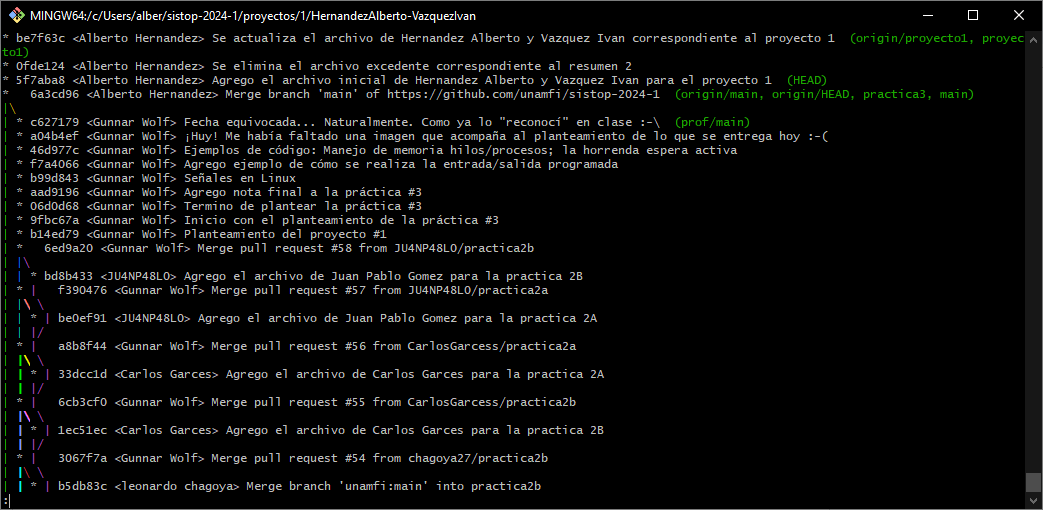 MINGW64:/c/Users/alber/sistop-2024-1/proyectos/1/HernandezAlberto-VazquezIvan
* be7f63c <Alberto Hernandez> Se actualiza el archivo de Hernandez Alberto y Vazquez Ivan correspondiente al proyecto 1  (origin/proyecto1, proyec
to1)
* 0fde124 <Alberto Hernandez> Se elimina el archivo excedente correspondiente al resumen 2
* 5f7aba8 <Alberto Hernandez> Agrego el archivo inicial de Hernandez Alberto y Vazquez Ivan para el proyecto 1  (HEAD)
*   6a3cd96 <Alberto Hernandez> Merge branch 'main' of https://github.com/unamfi/sistop-2024-1  (origin/main, origin/HEAD, practica3, main)
|\
| * c627179 <Gunnar Wolf> Fecha equivocada... Naturalmente. Como ya lo "reconocí" en clase :-\  (prof/main)
| * a04b4ef <Gunnar Wolf> ¡Huy! Me había faltado una imagen que acompaña al planteamiento de lo que se entrega hoy :-(
| * 46d977c <Gunnar Wolf> Ejemplos de código: Manejo de memoria hilos/procesos; la horrenda espera activa
| * f7a4066 <Gunnar Wolf> Agrego ejemplo de cómo se realiza la entrada/salida programada
| * b99d843 <Gunnar Wolf> Señales en Linux
| * aad9196 <Gunnar Wolf> Agrego nota final a la práctica #3
| * 06d0d68 <Gunnar Wolf> Termino de plantear la práctica #3
| * 9fbc67a <Gunnar Wolf> Inicio con el planteamiento de la práctica #3
| * b14ed79 <Gunnar Wolf> Planteamiento del proyecto #1
| *   6ed9a20 <Gunnar Wolf> Merge pull request #58 from JU4NP48LO/practica2b
| |\
| | * bd8b433 <JU4NP48LO> Agrego el archivo de Juan Pablo Gomez para la practica 2B
| * |   f390476 <Gunnar Wolf> Merge pull request #57 from JU4NP48LO/practica2a
| |\ \
| | * | be0ef91 <JU4NP48LO> Agrego el archivo de Juan Pablo Gomez para la practica 2A
| | |/
| * |   a8b8f44 <Gunnar Wolf> Merge pull request #56 from CarlosGarcess/practica2a
| |\ \
| | * | 33dcc1d <Carlos Garces> Agrego el archivo de Carlos Garces para la practica 2A
| | |/
| * |   6cb3cf0 <Gunnar Wolf> Merge pull request #55 from CarlosGarcess/practica2b
| |\ \
| | * | 1ec51ec <Carlos Garces> Agrego el archivo de Carlos Garces para la practica 2B
| | |/
| * |   3067f7a <Gunnar Wolf> Merge pull request #54 from chagoya27/practica2b
| |\ \
| | * | b5db83c <leonardo chagoya> Merge branch 'unamfi:main' into practica2b
: